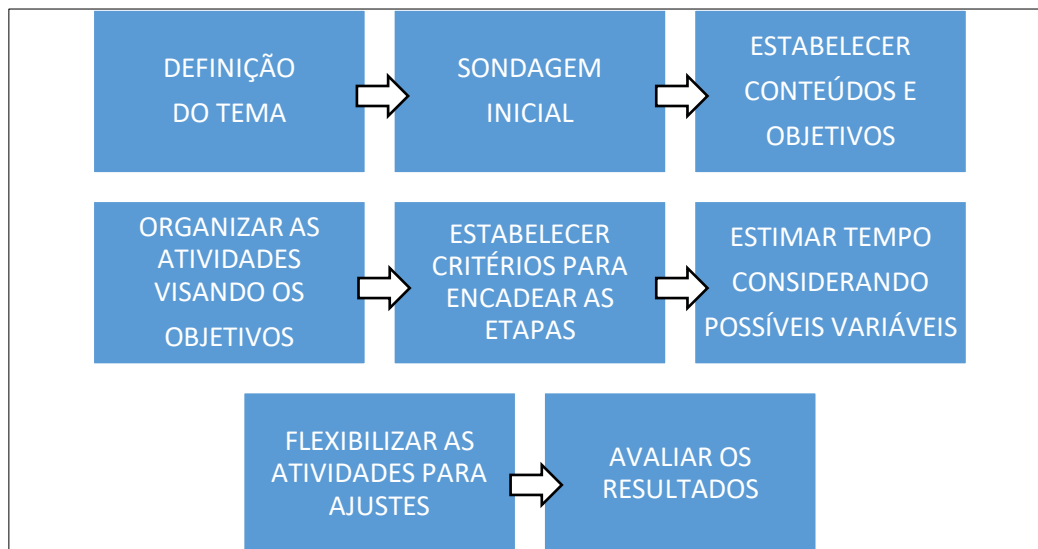 DEFINIÇÃO
DO TEMA
SONDAGEM
INICIAL
ESTABELECER
CONTEÚDOS E
OBJETIVOS
ORGANIZAR AS
ATIVIDADES
VISANDO OS
OBJETIVOS
ESTABELECER
CRITÉRIOS PARA
ENCADEAR AS
ETAPAS
ESTIMAR TEMPO
CONSIDERANDO
POSSÍVEIS VARIÁVEIS
FLEXIBILIZAR AS
ATIVIDADES PARA
AJUSTES
AVALIAR OS
RESULTADOS